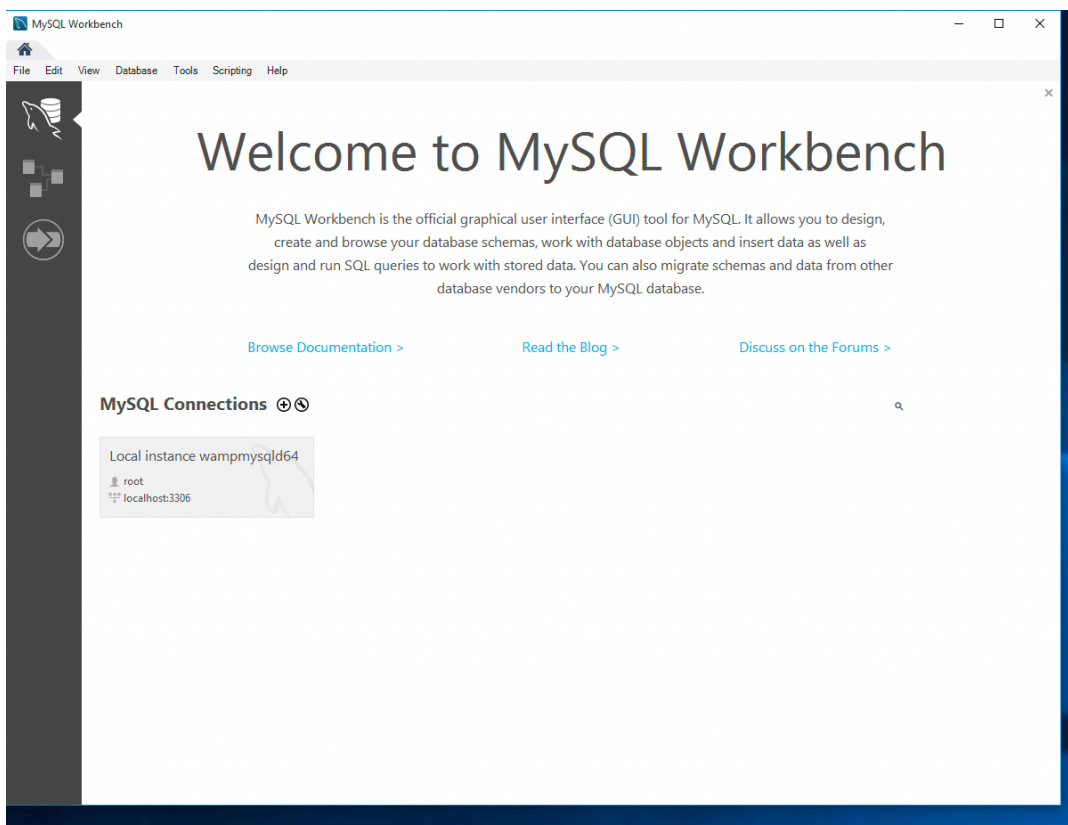 MySQL Workbench
File Edit View Database Tools Scripting Help
Welcome to MySQL Workbench
MySQL Workbench is the official graphical user interface (GUI) tool for MySQL. It allows you to design,
create and browse your database schemas, work with database objects and insert data as well as
design and run SQL queries to work with stored data. You can also migrate schemas and data from other
database vendors to your MySQL database.
Browse Documentation > Read the Blog > Discuss on the Forums >
MySQL Connections
Local instance wampmysqld64
root
localhost:3306